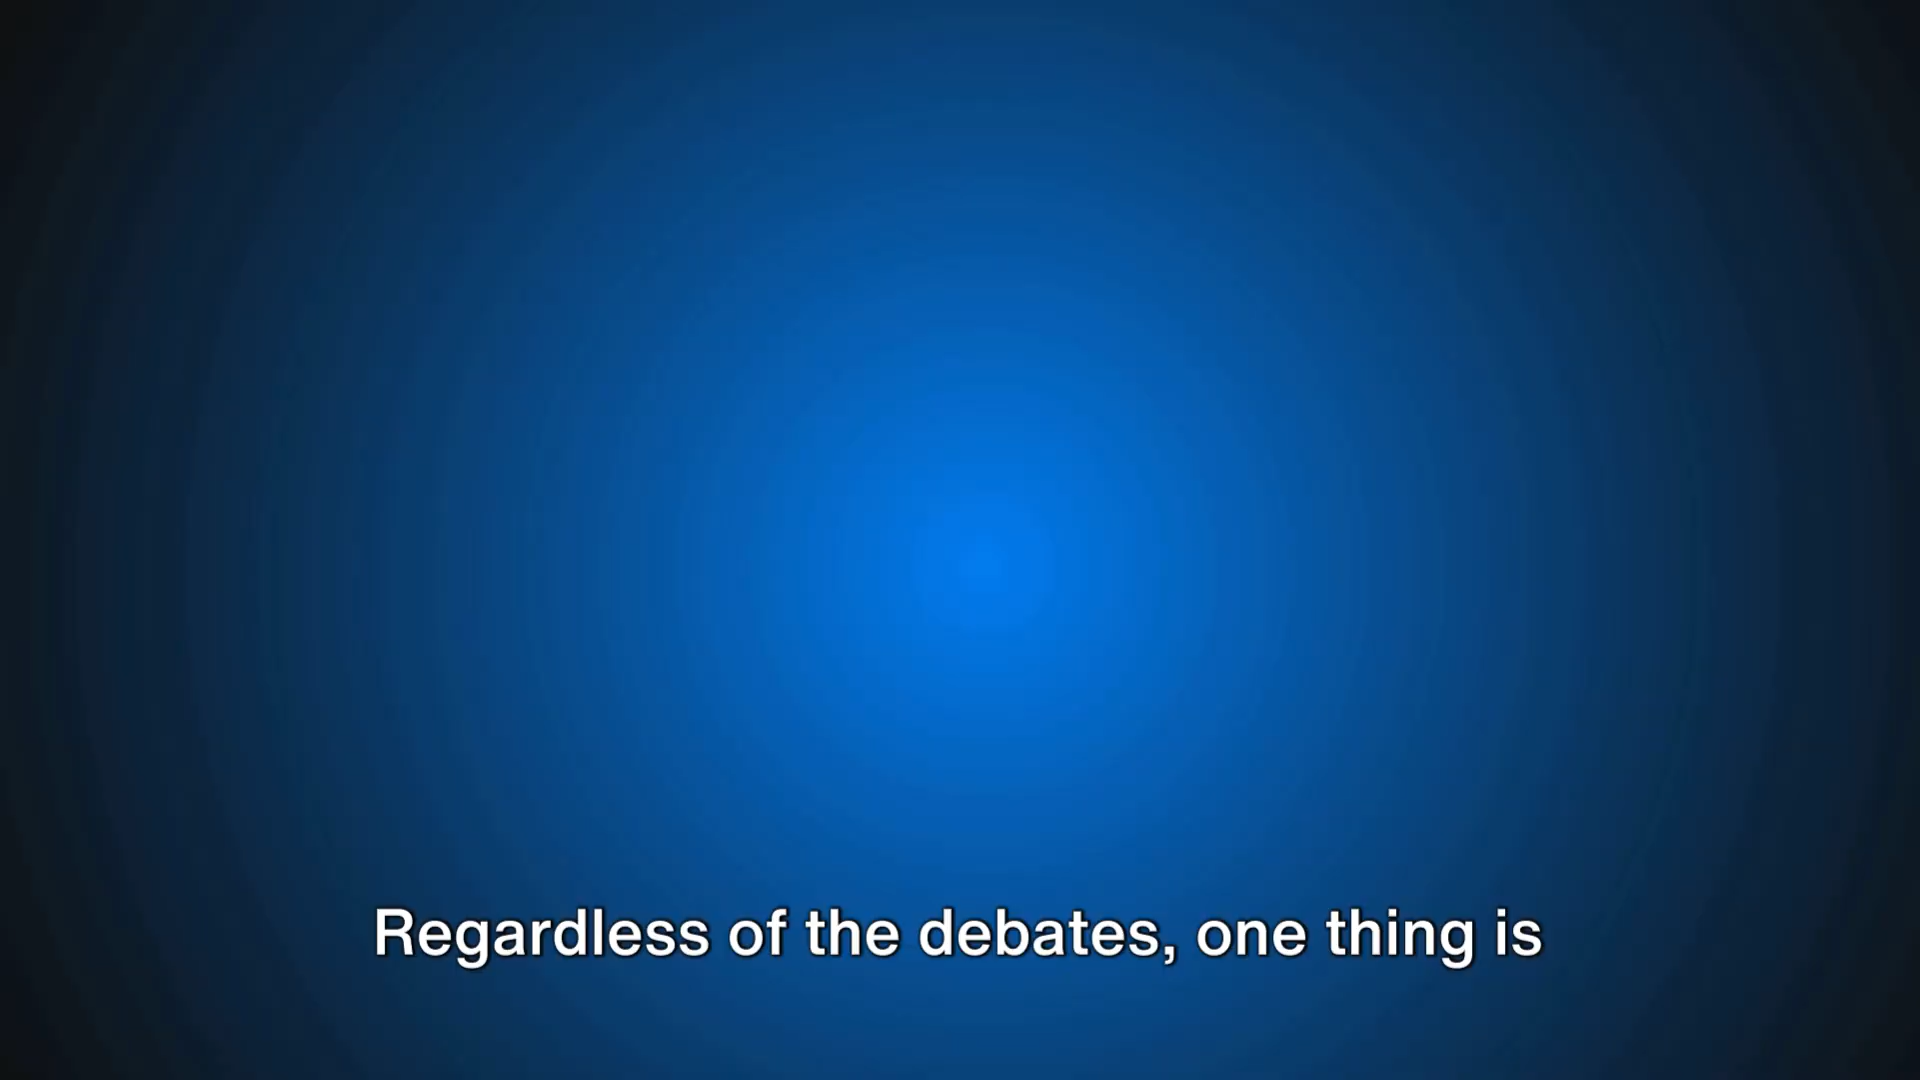 Regardless of the debates, one thing is